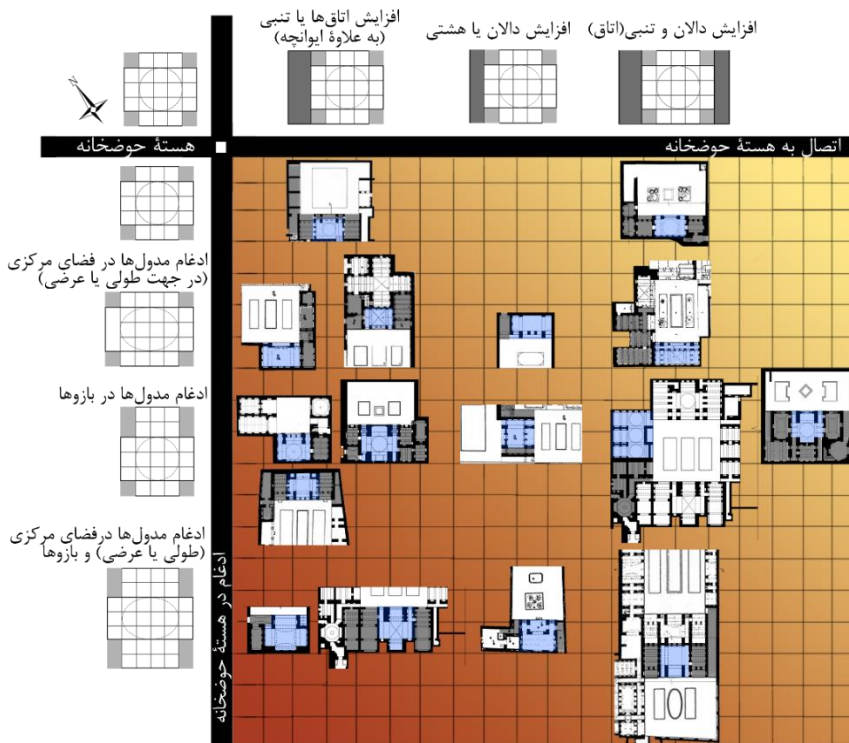 افزایش اتاق‌ها یا تنبی
(به علاوهٔ ایوانچه)
افزایش دالان یا هشتی
افزایش دالان و تنبی(اتاق)
N
هستهٔ حوضخانه
اتصال به هستهٔ حوضخانه
ادغام مدول‌ها در فضای مرکزی
(در جهت طولی یا عرضی)
ادغام مدول‌ها در بازوها
ادغام مدول‌ها درفضای مرکزی
(طولی یا عرضی) و بازوها
ادغام در هستهٔ حوضخانه